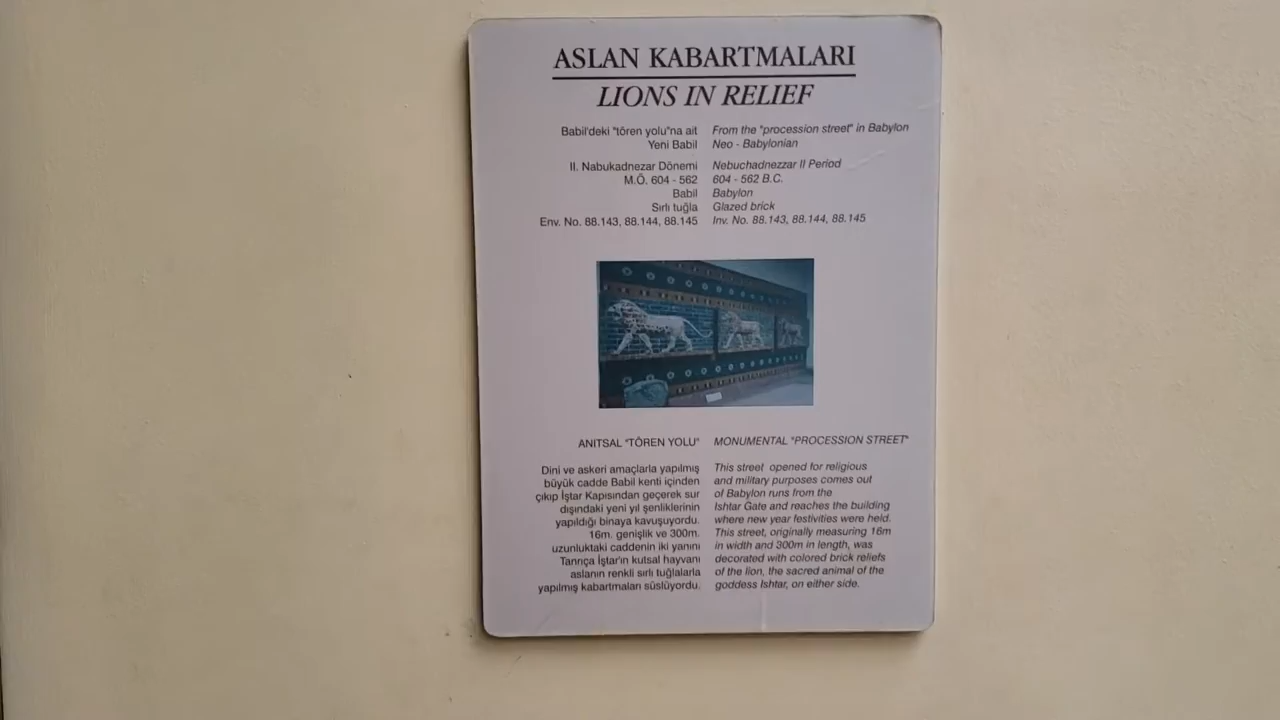 ASLAN KABARTMALARI
LIONS IN RELIEF
Babil'deki "tören yolu"na ait
Yeni Babil
II. Nabukadnezar Dönemi
M.Ö. 604 - 562
Babil
Sırlı tuğla
Env. No. 88.143, 88.144, 88.145
From the "procession street" in Babylon
Neo - Babylonian
Nebuchadnezzar II Period
604 - 562 B.C.
Babylon
Glazed brick
Inv. No. 88.143, 88.144, 88.145
ANITSAL "TÖREN YOLU"
Dini ve askeri amaçlarla yapılmış
büyük cadde Babil kenti içinden
çıkıp İştar Kapısından geçerek sur
dışındaki yeni yıl şenliklerinin
yapıldığı binaya kavuşuyordu.
16m. genişlik ve 300m.
uzunluktaki caddenin iki yanını
Tanrıça İştar'ın kutsal hayvanı
aslanın renkli sırlı tuğlalarla
yapılmış kabartmaları süslüyordu.
MONUMENTAL "PROCESSION STREET"
This street opened for religious
and military purposes comes out
of Babylon runs from the
Ishtar Gate and reaches the building
where new year festivities were held.
This street, originally measuring 16m
in width and 300m in length, was
decorated with colored brick reliefs
of the lion, the sacred animal of the
goddess Ishtar, on either side.